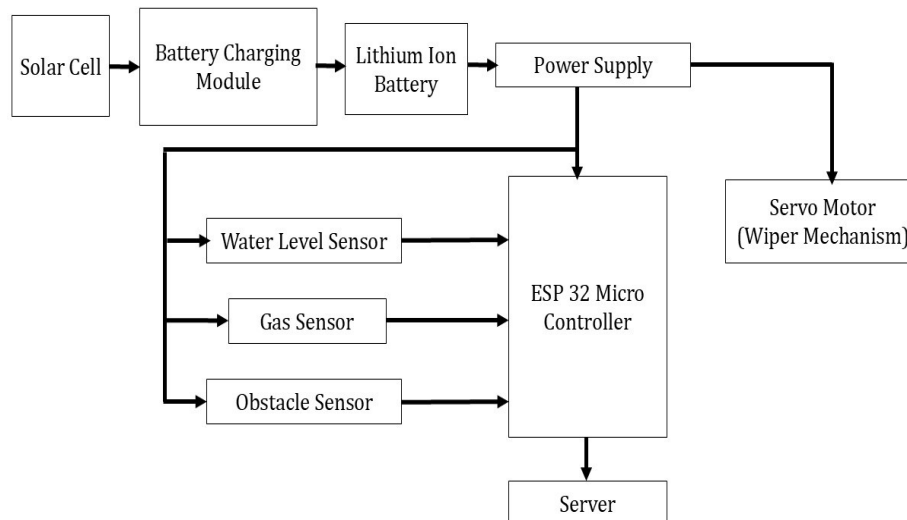 Solar Cell
Battery Charging
Module
Lithium Ion
Battery
Power Supply
Servo Motor
(Wiper Mechanism)
Water Level Sensor
Gas Sensor
Obstacle Sensor
ESP 32 Micro
Controller
Server